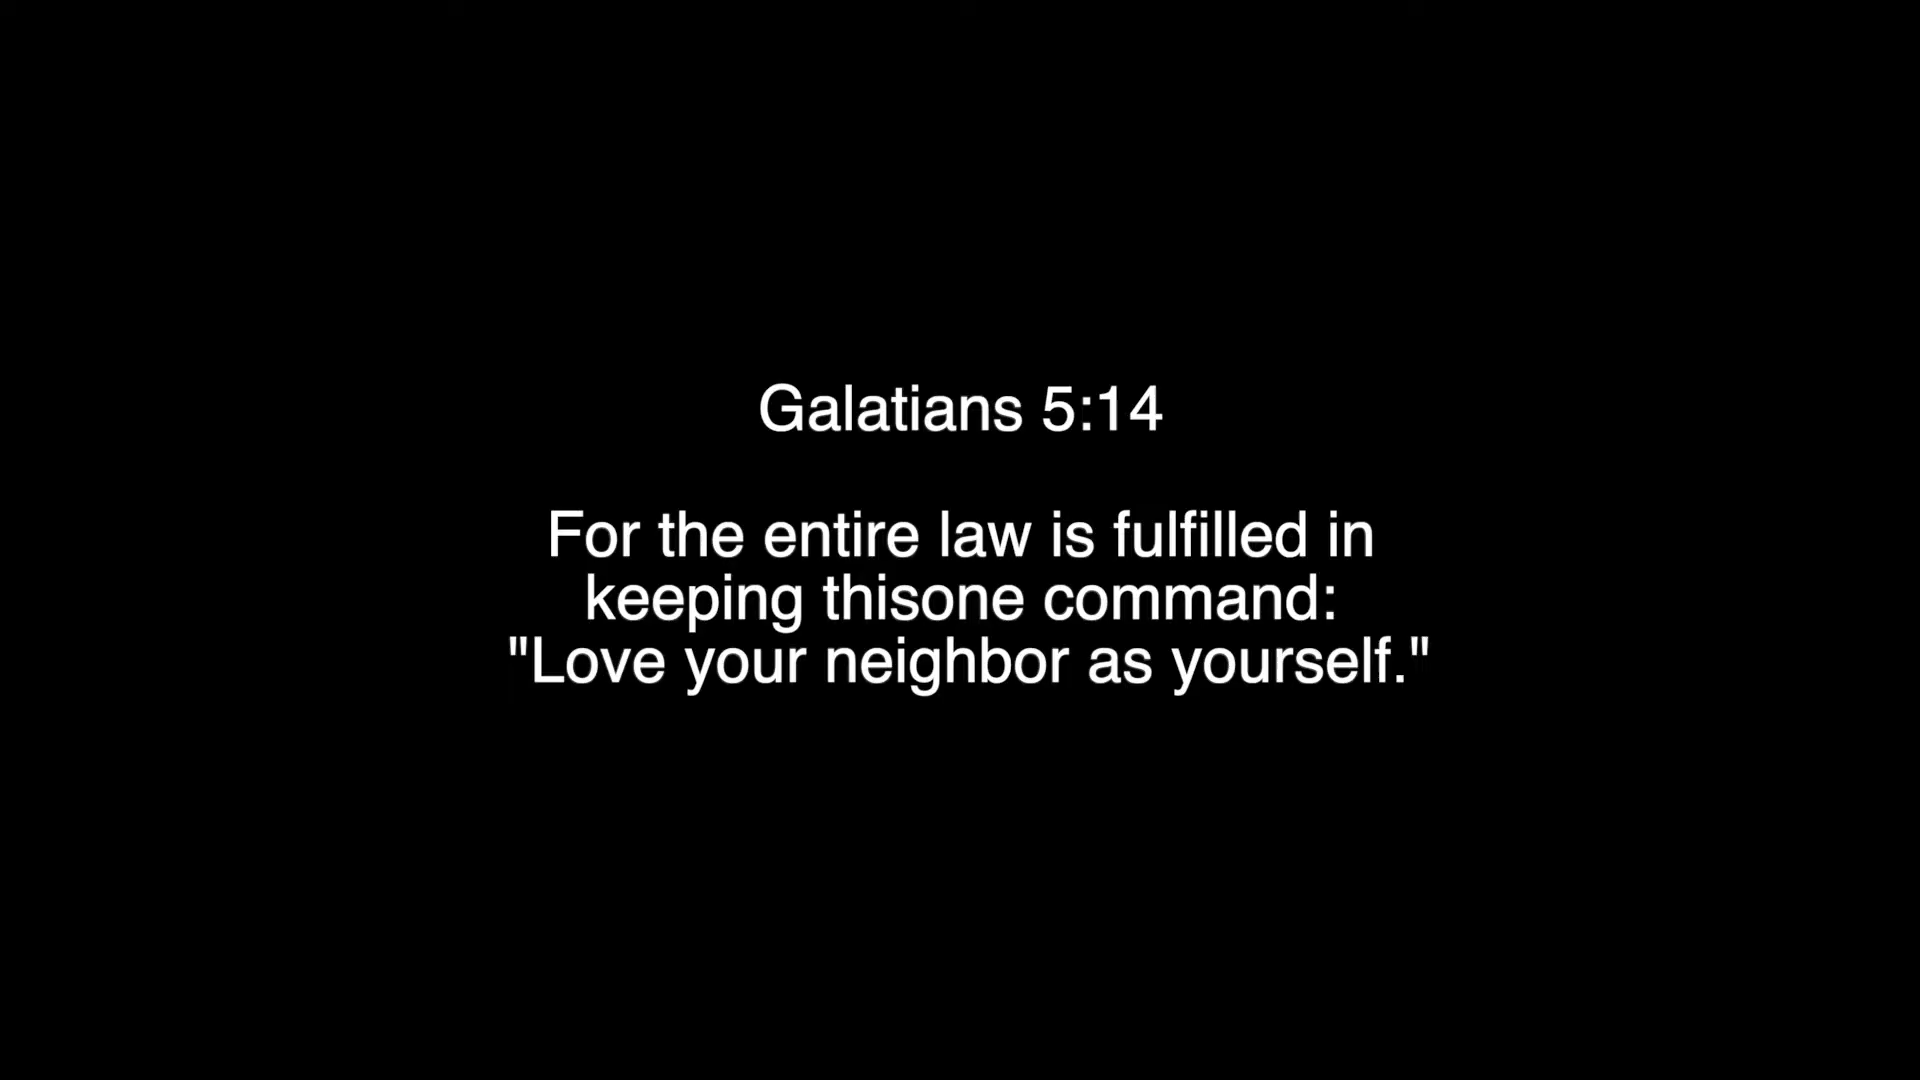 Galatians 5:14
For the entire law is fulfilled in
keeping thisone command:
"Love your neighbor as yourself."